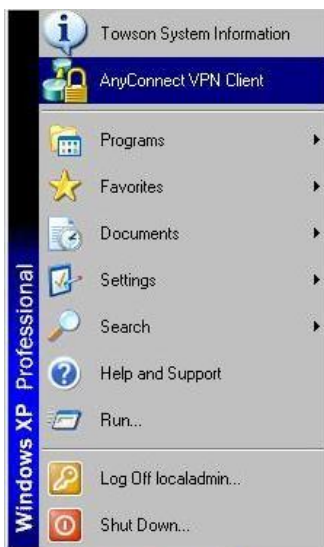 Towson System Information
AnyConnect VPN Client
Programs
Favorites
Documents
Settings
Search
Help and Support
Run...
Log Off localadmin...
Shut Down...
Windows XP Professional